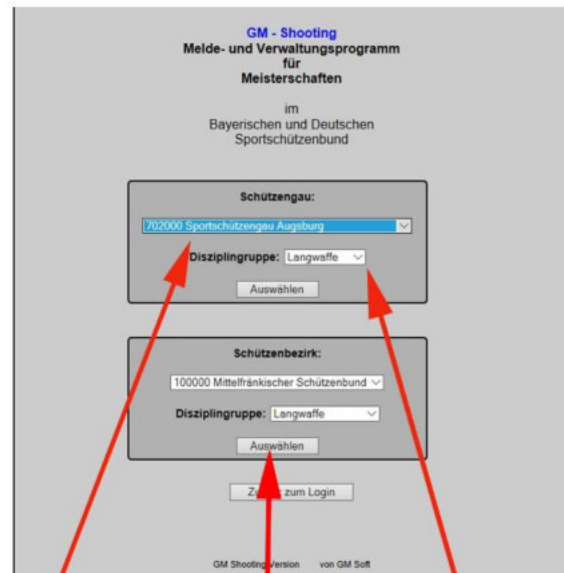 GM - Shooting
Melde- und Verwaltungsprogramm
für
Meisterschaften
im
Bayerischen und Deutschen
Sportschützenbund
Schützengau:
702000 Sportschützengau Augsburg
Disziplingruppe: Langwaffe
Auswählen
Schützenbezirk:
100000 Mittelfränkischer Schützenbund
Disziplingruppe: Langwaffe
Auswählen
zum Login
GM Shooting Version von GM Soft